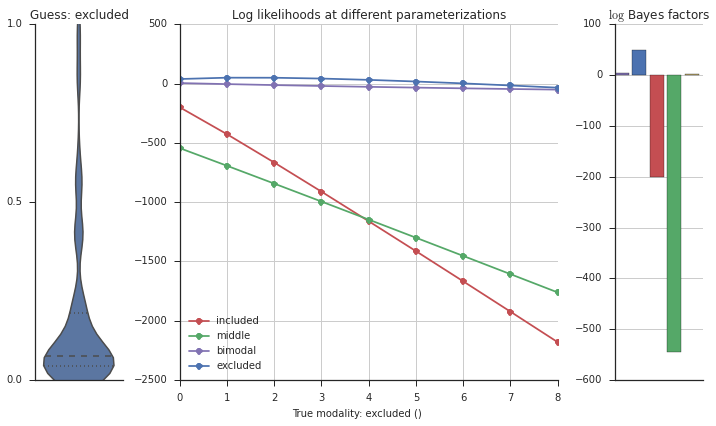 Guess: excluded
1.0
0.5
0.0
Log likelihoods at different parameterizations
500
0
−500
−1000
−1500
−2000
−2500
included
middle
bimodal
excluded
0 1 2 3 4 5 6 7 8
True modality: excluded ()
log Bayes factors
100
0
−100
−200
−300
−400
−500
−600